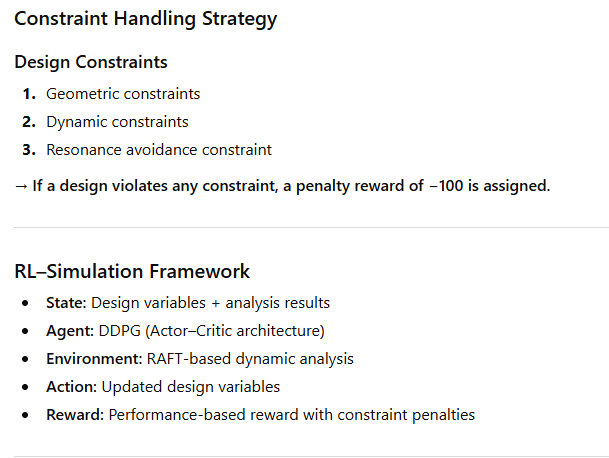 Constraint Handling Strategy
Design Constraints
1. Geometric constraints
2. Dynamic constraints
3. Resonance avoidance constraint
→ If a design violates any constraint, a penalty reward of −100 is assigned.
RL–Simulation Framework
• State: Design variables + analysis results
• Agent: DDPG (Actor–Critic architecture)
• Environment: RAFT-based dynamic analysis
• Action: Updated design variables
• Reward: Performance-based reward with constraint penalties